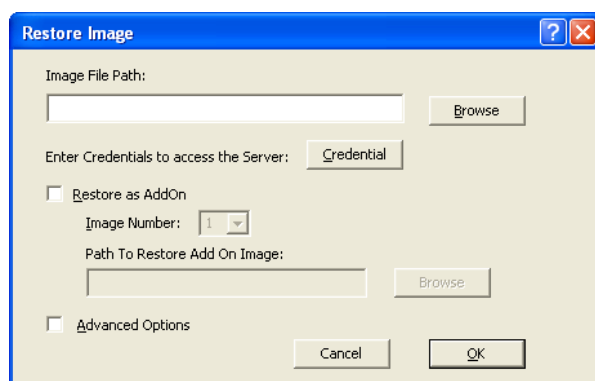 Restore Image
Image File Path:
Browse
Enter Credentials to access the Server: Credential
Restore as AddOn
Image Number: 1
Path To Restore Add On Image:
Browse
Advanced Options
Cancel OK